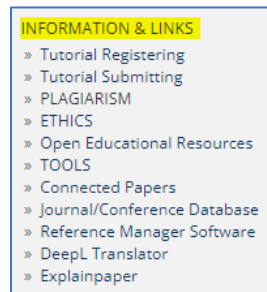 INFORMATION & LINKS
» Tutorial Registering
» Tutorial Submitting
» PLAGIARISM
» ETHICS
» Open Educational Resources
» TOOLS
» Connected Papers
» Journal/Conference Database
» Reference Manager Software
» DeepL Translator
» Explainpaper